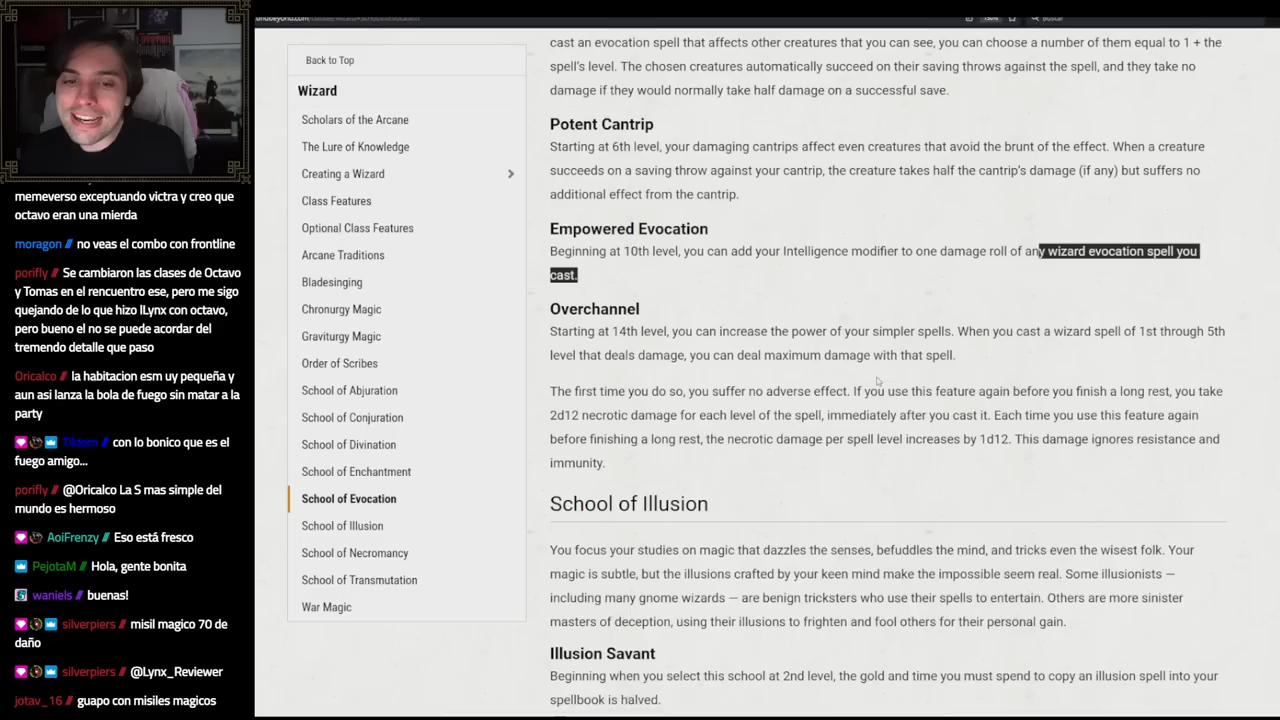 memeverso exceptuando victra y creo que
octavo eran una mierda
moragon // no veas el combo con frontline
porifly // Se cambiaron las clases de Octavo
y Tomas en el rencuentro ese, pero me sigo
quejando de lo que hizo lLynx con octavo,
pero bueno el no se puede acordar del
tremendo detalle que paso
Oricalco // la habitacion esm uy pequeña y
aun asi lanza la bola de fuego sin matar a la
party
// con lo bonico que es el
fuego amigo...
porifly // @Oricalco La S mas simple del
mundo es hermoso
AoiFrenzy // Eso está fresco
PejotaM // Hola, gente bonita
waniels // buenas!
silverpiers // misil magico 70 de
daño
silverpiers // @Lynx_Reviewer
jotav_16 // guapo con misiles magicos
Back to Top
Wizard
Scholars of the Arcane
The Lure of Knowledge
Creating a Wizard
Class Features
Optional Class Features
Arcane Traditions
Bladesinging
Chronurgy Magic
Graviturgy Magic
Order of Scribes
School of Abjuration
School of Conjuration
School of Divination
School of Enchantment
School of Evocation
School of Illusion
School of Necromancy
School of Transmutation
War Magic
cast an evocation spell that affects other creatures that you can see, you can choose a number of them equal to 1 + the
spell's level. The chosen creatures automatically succeed on their saving throws against the spell, and they take no
damage if they would normally take half damage on a successful save.
Potent Cantrip
Starting at 6th level, your damaging cantrips affect even creatures that avoid the brunt of the effect. When a creature
succeeds on a saving throw against your cantrip, the creature takes half the cantrip's damage (if any) but suffers no
additional effect from the cantrip.
Empowered Evocation
Beginning at 10th level, you can add your Intelligence modifier to one damage roll of any wizard evocation spell you
cast.
Overchannel
Starting at 14th level, you can increase the power of your simpler spells. When you cast a wizard spell of 1st through 5th
level that deals damage, you can deal maximum damage with that spell.
The first time you do so, you suffer no adverse effect. If you use this feature again before you finish a long rest, you take
2d12 necrotic damage for each level of the spell, immediately after you cast it. Each time you use this feature again
before finishing a long rest, the necrotic damage per spell level increases by 1d12. This damage ignores resistance and
immunity.
School of Illusion
You focus your studies on magic that dazzles the senses, befuddles the mind, and tricks even the wisest folk. Your
magic is subtle, but the illusions crafted by your keen mind make the impossible seem real. Some illusionists —
including many gnome wizards — are benign tricksters who use their spells to entertain. Others are more sinister
masters of deception, using their illusions to frighten and fool others for their personal gain.
Illusion Savant
Beginning when you select this school at 2nd level, the gold and time you must spend to copy an illusion spell into your
spellbook is halved.